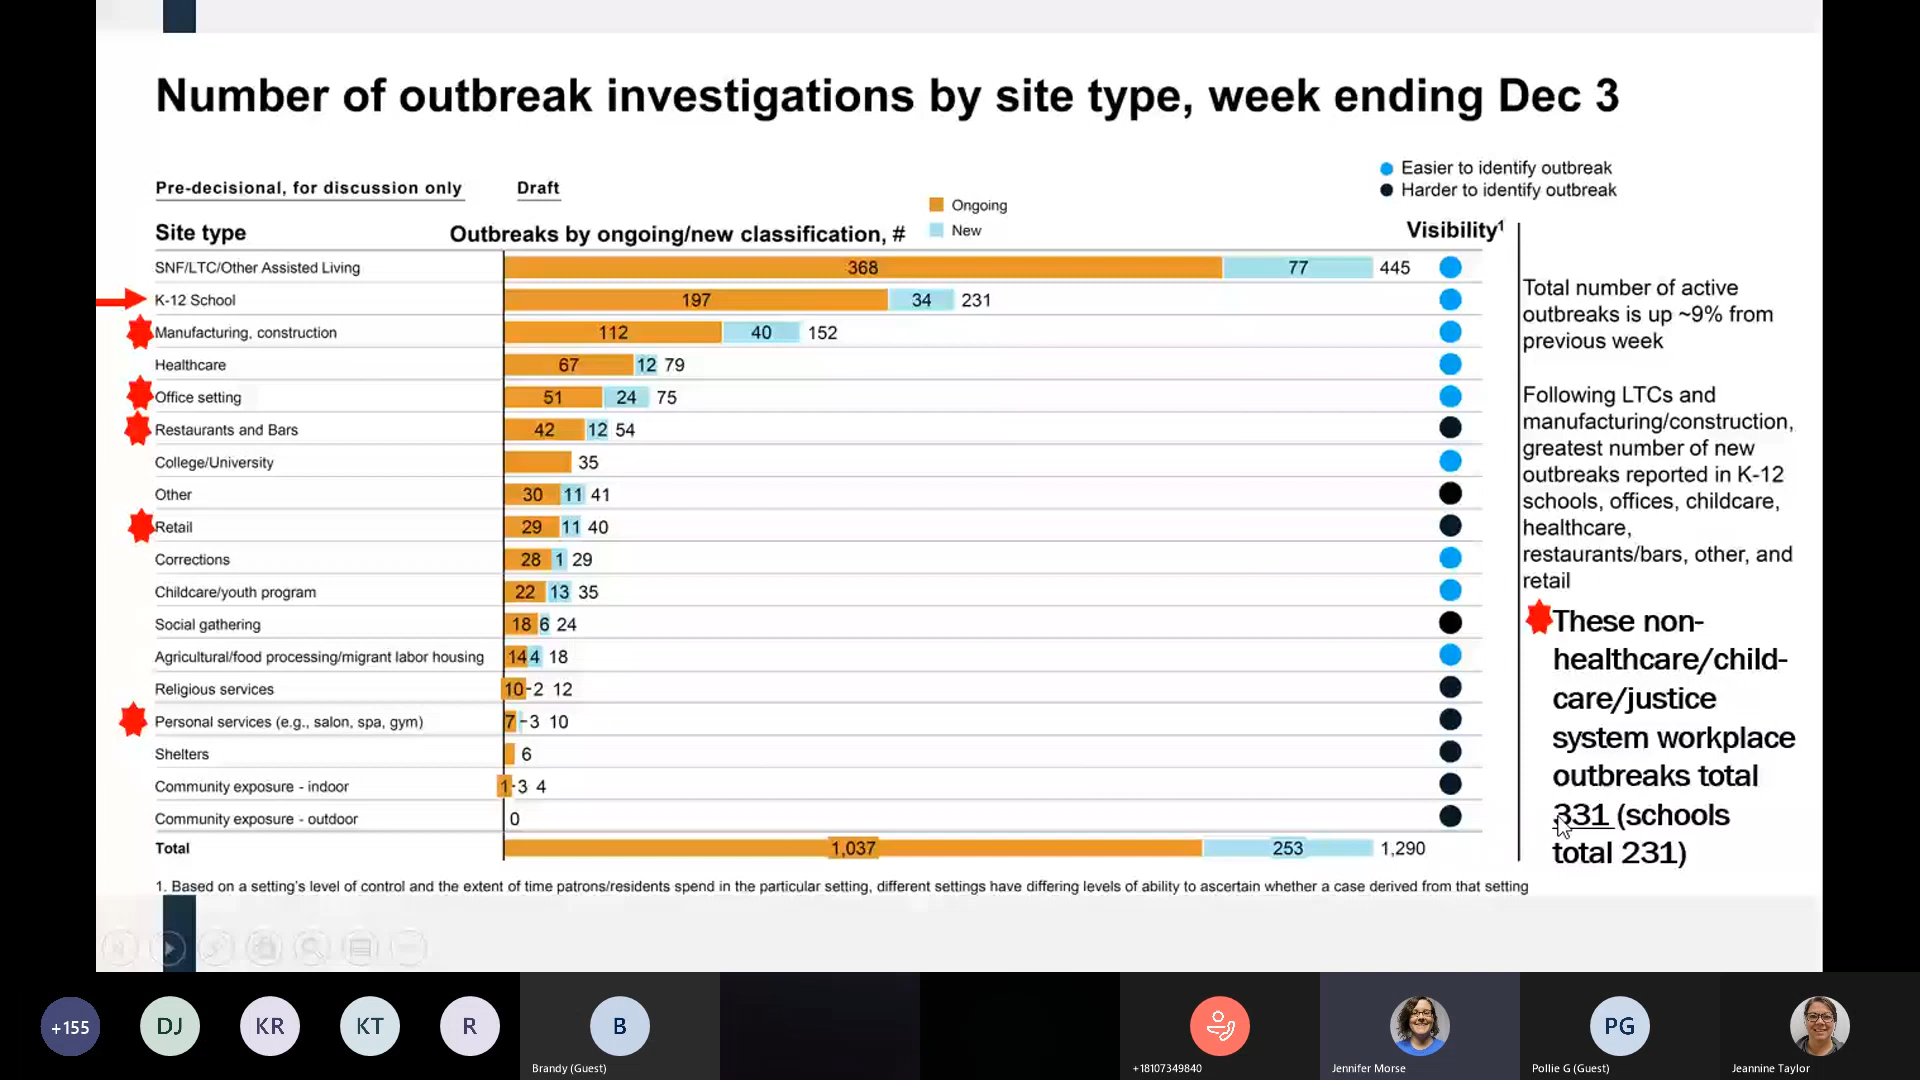 Number of outbreak investigations by site type, week ending Dec 3
Easier to identify outbreak
Harder to identify outbreak
Pre-decisional, for discussion only Draft
Ongoing
New
Site type Outbreaks by ongoing/new classification, # Visibility1
SNF/LTC/Other Assisted Living 368 77 445
K-12 School 197 34 231
Manufacturing, construction 112 40 152
Healthcare 67 12 79
Office setting 51 24 75
Restaurants and Bars 42 12 54
College/University 35
Other 30 11 41
Retail 29 11 40
Corrections 28 1 29
Childcare/youth program 22 13 35
Social gathering 18 6 24
Agricultural/food processing/migrant labor housing 14 4 18
Religious services 10 2 12
Personal services (e.g., salon, spa, gym) 7 3 10
Shelters 6
Community exposure - indoor 1 3 4
Community exposure - outdoor 0
Total 1,037 253 1,290
Total number of active
outbreaks is up ~9% from
previous week
Following LTCs and
manufacturing/construction,
greatest number of new
outbreaks reported in K-12
schools, offices, childcare,
healthcare,
restaurants/bars, other, and
retail
These non-
healthcare/child-
care/justice
system workplace
outbreaks total
331 (schools
total 231)
1. Based on a setting's level of control and the extent of time patrons/residents spend in the particular setting, different settings have differing levels of ability to ascertain whether a case derived from that setting
+155 DJ KR KT R B PG
Brandy (Guest) +18107349840 Jennifer Morse Pollie G (Guest) Jeannine Taylor